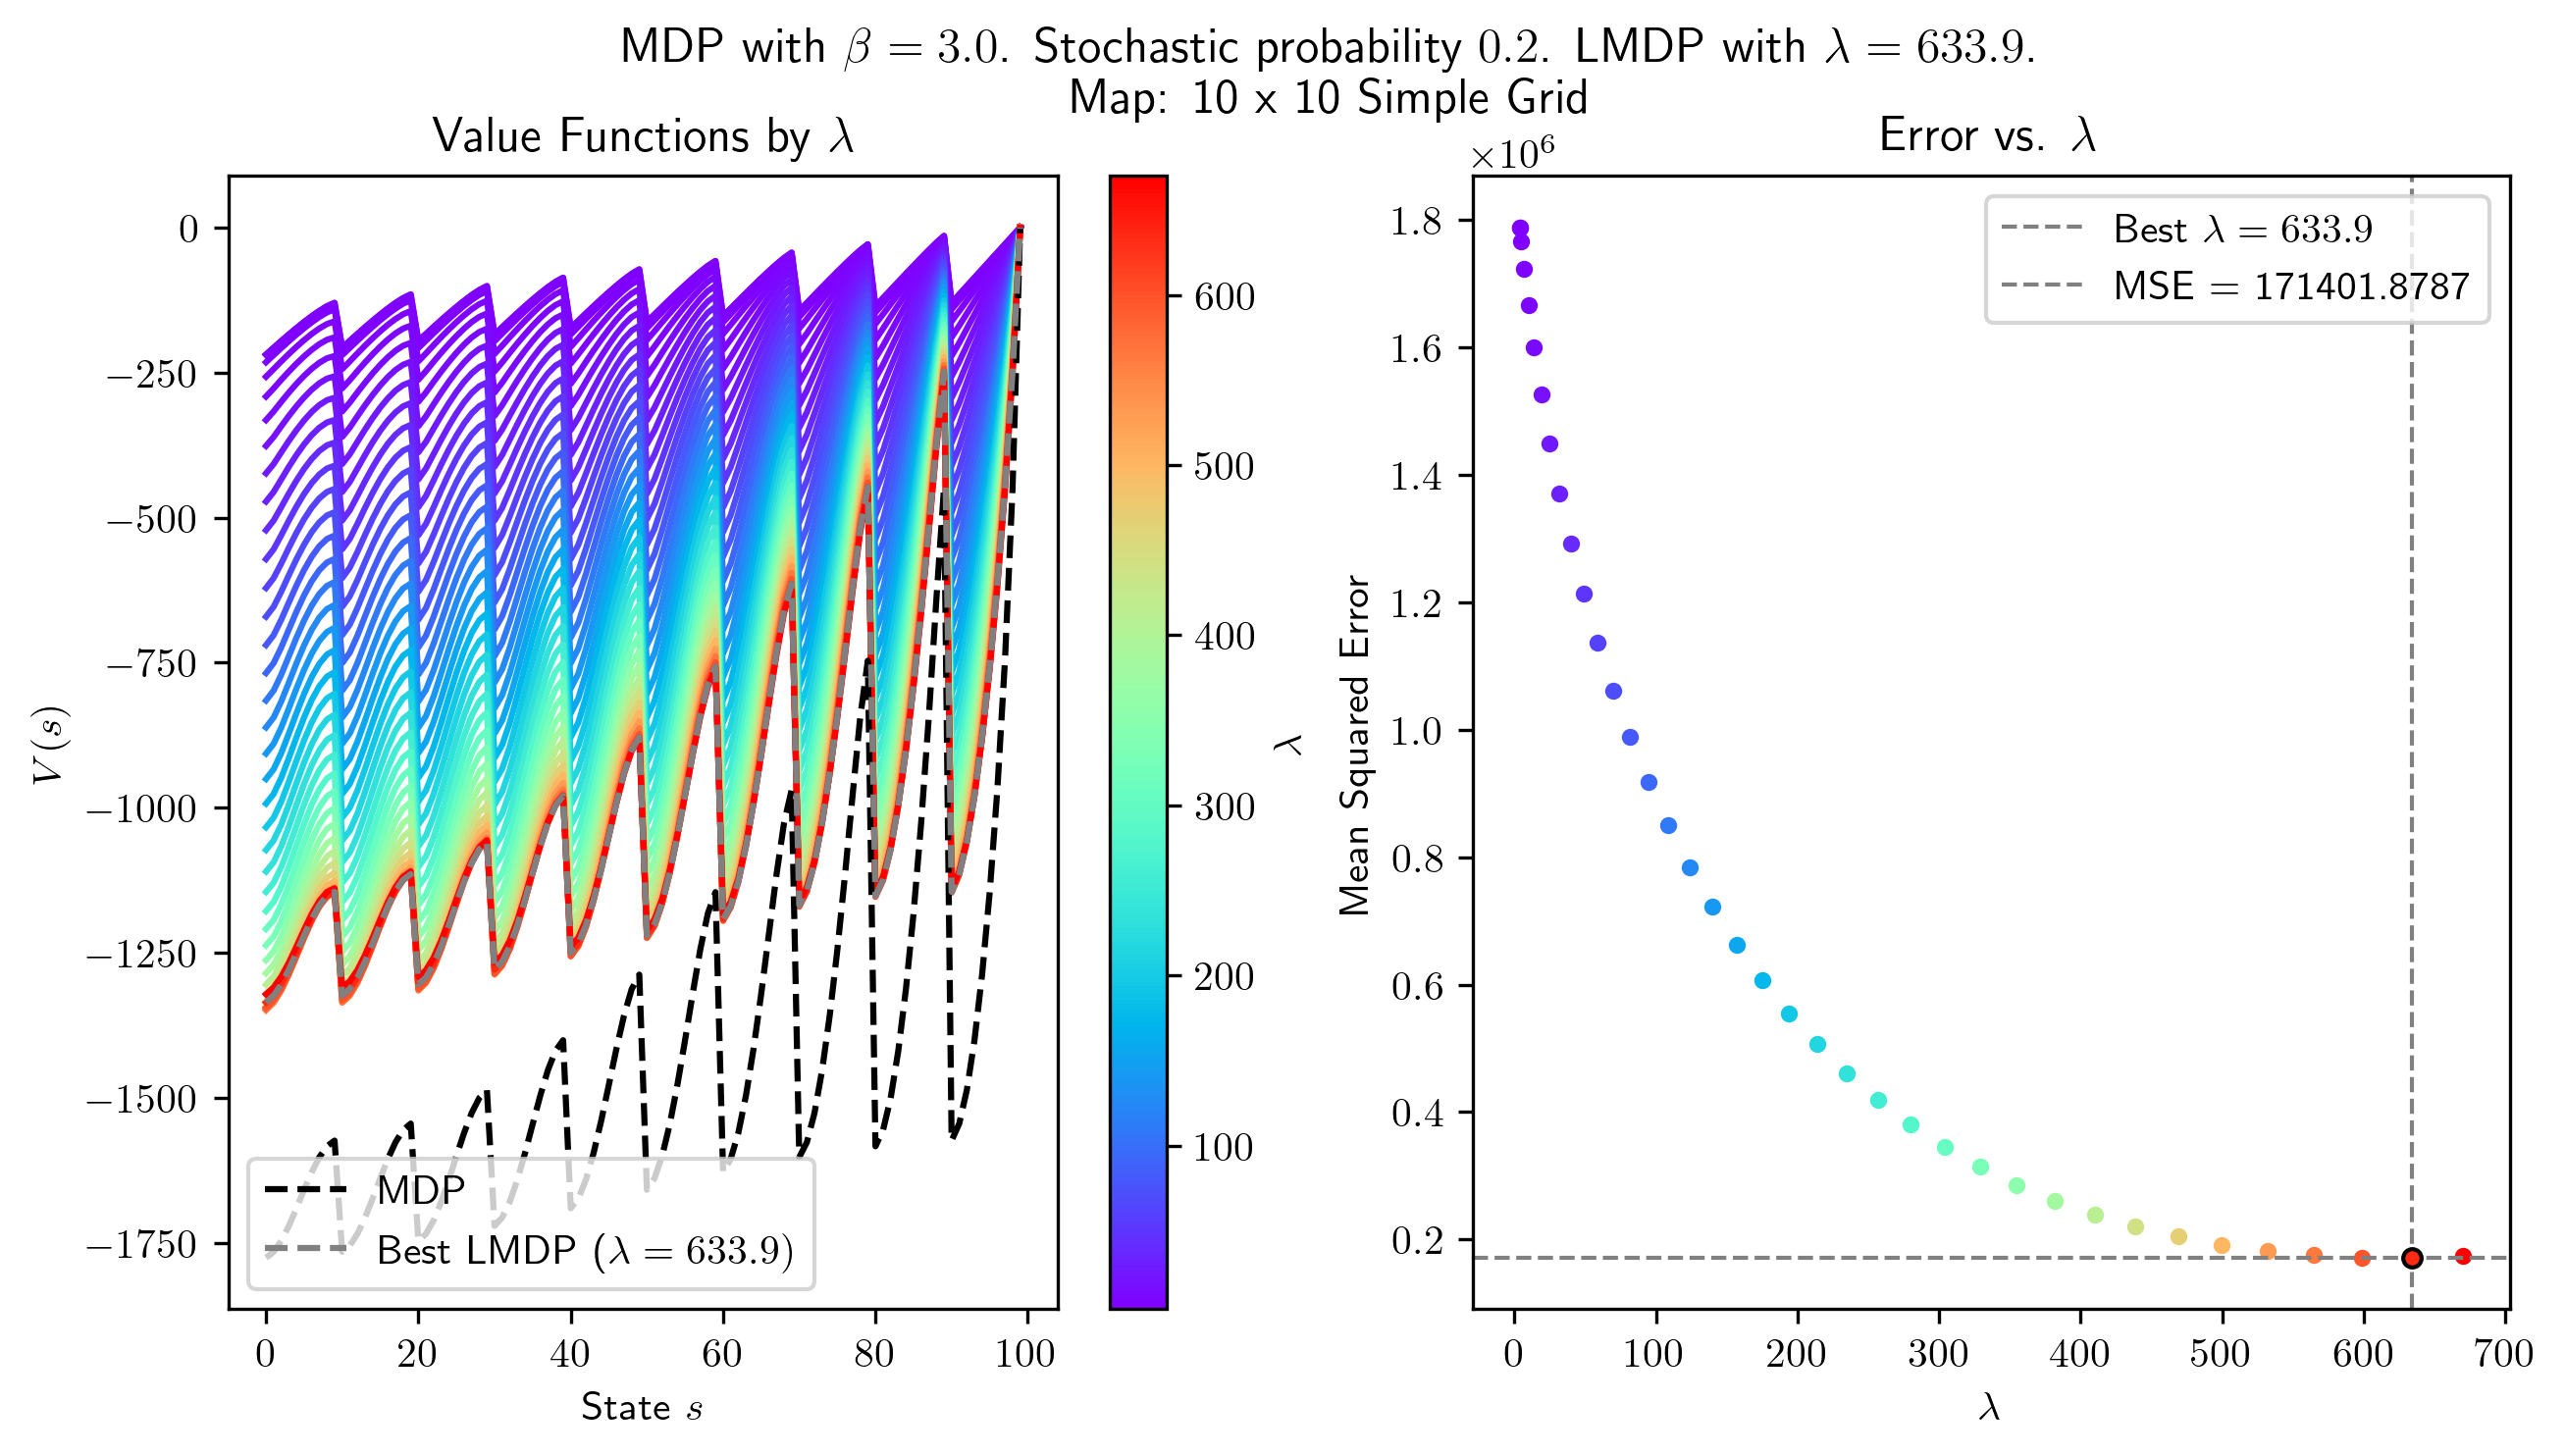 MDP with β = 3.0. Stochastic probability 0.2. LMDP with λ = 633.9.
Map: 10 x 10 Simple Grid
Value Functions by λ
0
−250
−500
−750
−1000
−1250
−1500
−1750
V(s)
MDP
Best LMDP (λ = 633.9)
0 20 40 60 80 100
State s
600
500
400
300
200
100
λ
Error vs. λ
×10⁶
1.8
1.6
1.4
1.2
1.0
0.8
0.6
0.4
0.2
Mean Squared Error
Best λ = 633.9
MSE = 171401.8787
0 100 200 300 400 500 600 700
λ